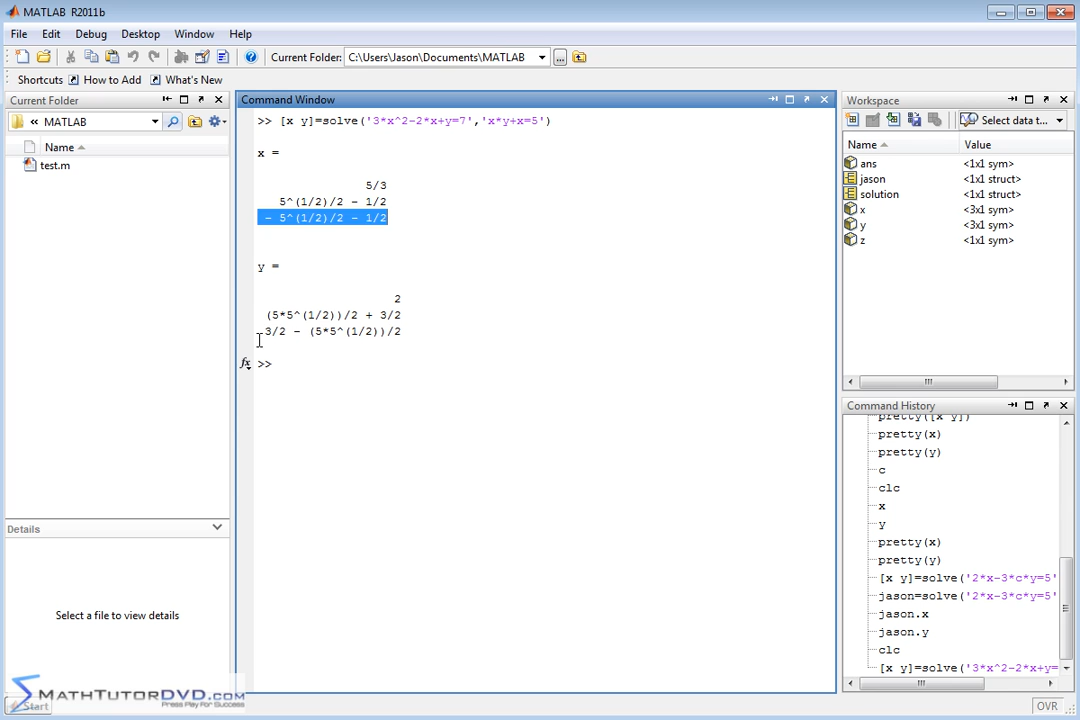 MATLAB R2011b
File Edit Debug Desktop Window Help
Current Folder: C:\Users\Jason\Documents\MATLAB
Shortcuts How to Add What's New
Current Folder
« MATLAB
Name
test.m
Details
Select a file to view details
Start
MATHTUTORDVD.COM
Press Play For Success
Command Window
>> [x y]=solve('3*x^2-2*x+y=7','x*y+x=5')
x =
5/3
5^(1/2)/2 - 1/2
- 5^(1/2)/2 - 1/2
y =
2
(5*5^(1/2))/2 + 3/2
3/2 - (5*5^(1/2))/2
fx >>
Workspace
Select data t...
Name Value
ans <1x1 sym>
jason <1x1 struct>
solution <1x1 struct>
x <3x1 sym>
y <3x1 sym>
z <1x1 sym>
Command History
pretty([x y])
pretty(x)
pretty(y)
c
clc
x
y
pretty(x)
pretty(y)
[x y]=solve('2*x-3*c*y=5'
jason=solve('2*x-3*c*y=5'
jason.x
jason.y
clc
[x y]=solve('3*x^2-2*x+y=
OVR